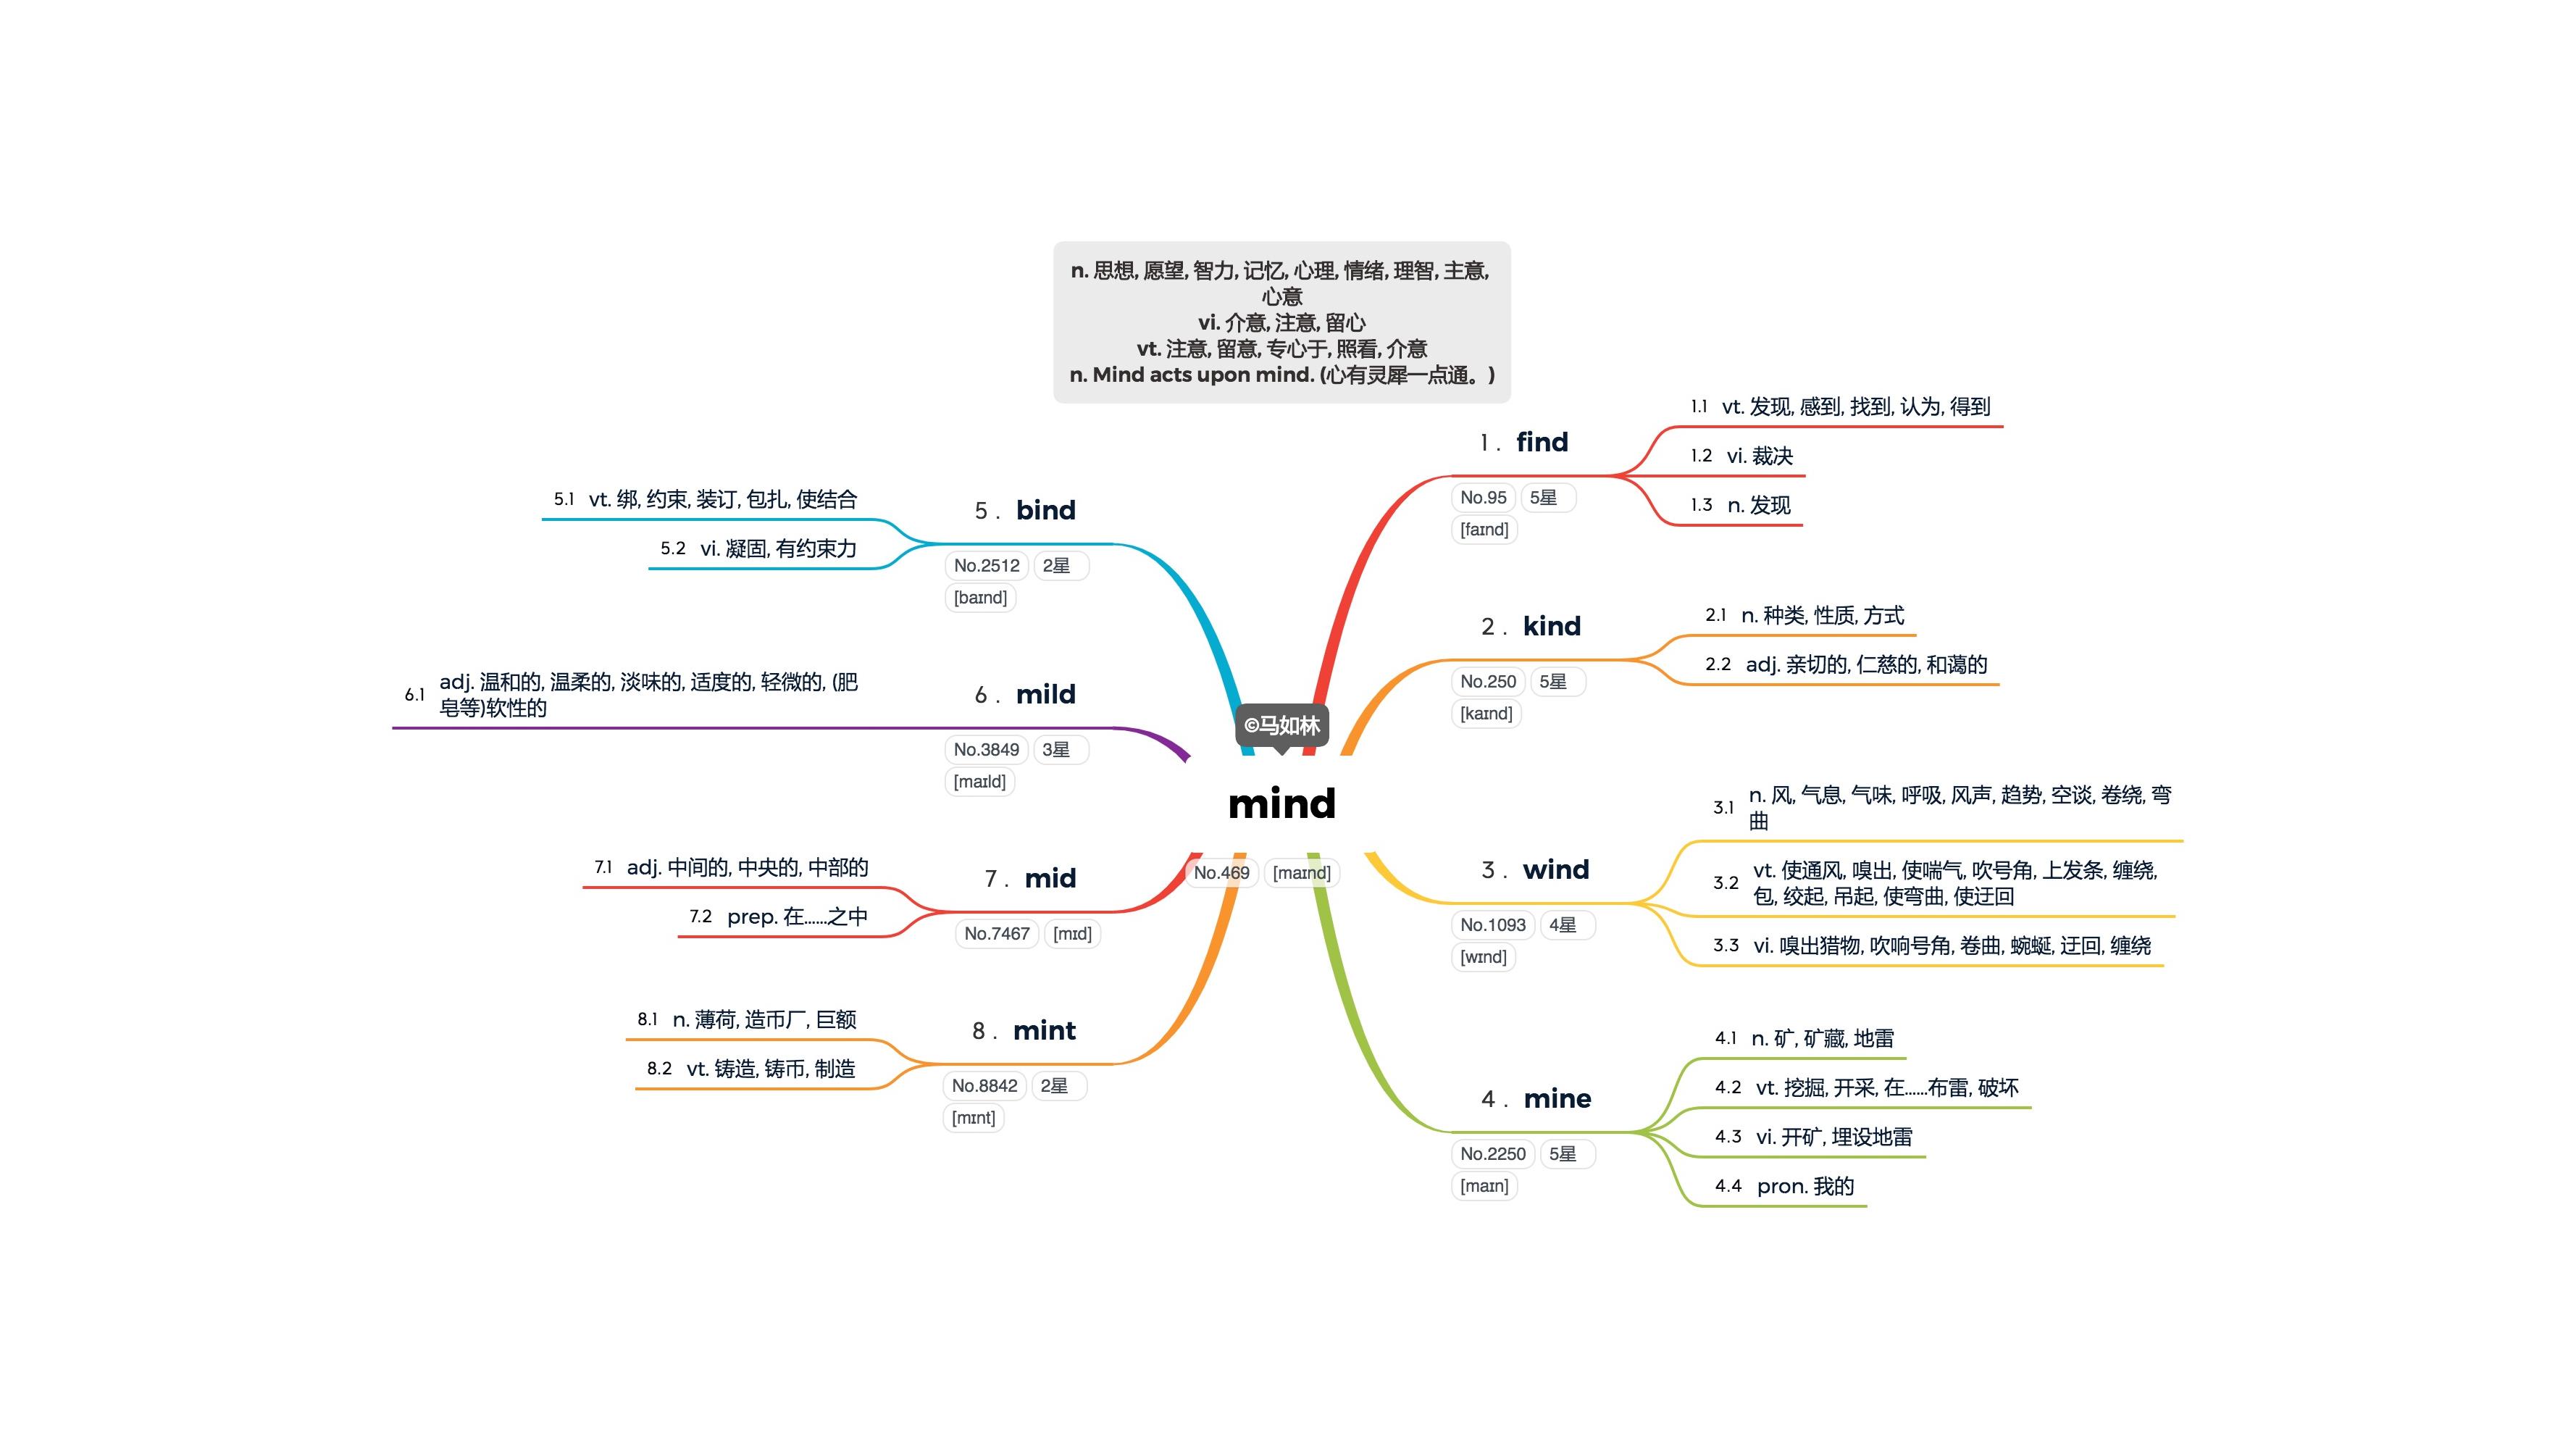 n. 思想, 愿望, 智力, 记忆, 心理, 情绪, 理智, 主意,
心意
vi. 介意, 注意, 留心
vt. 注意, 留意, 专心于, 照看, 介意
n. Mind acts upon mind. (心有灵犀一点通。)
©马如林
mind
No.469 [maɪnd]
1. find
No.95 5星
[faɪnd]
1.1 vt. 发现, 感到, 找到, 认为, 得到
1.2 vi. 裁决
1.3 n. 发现
2. kind
No.250 5星
[kaɪnd]
2.1 n. 种类, 性质, 方式
2.2 adj. 亲切的, 仁慈的, 和蔼的
3. wind
No.1093 4星
[wɪnd]
3.1 n. 风, 气息, 气味, 呼吸, 风声, 趋势, 空谈, 卷绕, 弯
曲
3.2 vt. 使通风, 嗅出, 使喘气, 吹号角, 上发条, 缠绕,
包, 绞起, 吊起, 使弯曲, 使迂回
3.3 vi. 嗅出猎物, 吹响号角, 卷曲, 蜿蜒, 迂回, 缠绕
4. mine
No.2250 5星
[maɪn]
4.1 n. 矿, 矿藏, 地雷
4.2 vt. 挖掘, 开采, 在……布雷, 破坏
4.3 vi. 开矿, 埋设地雷
4.4 pron. 我的
5. bind
No.2512 2星
[baɪnd]
5.1 vt. 绑, 约束, 装订, 包扎, 使结合
5.2 vi. 凝固, 有约束力
6. mild
No.3849 3星
[maɪld]
6.1 adj. 温和的, 温柔的, 淡味的, 适度的, 轻微的, (肥
皂等)软性的
7. mid
No.7467 [mɪd]
7.1 adj. 中间的, 中央的, 中部的
7.2 prep. 在……之中
8. mint
No.8842 2星
[mɪnt]
8.1 n. 薄荷, 造币厂, 巨额
8.2 vt. 铸造, 铸币, 制造